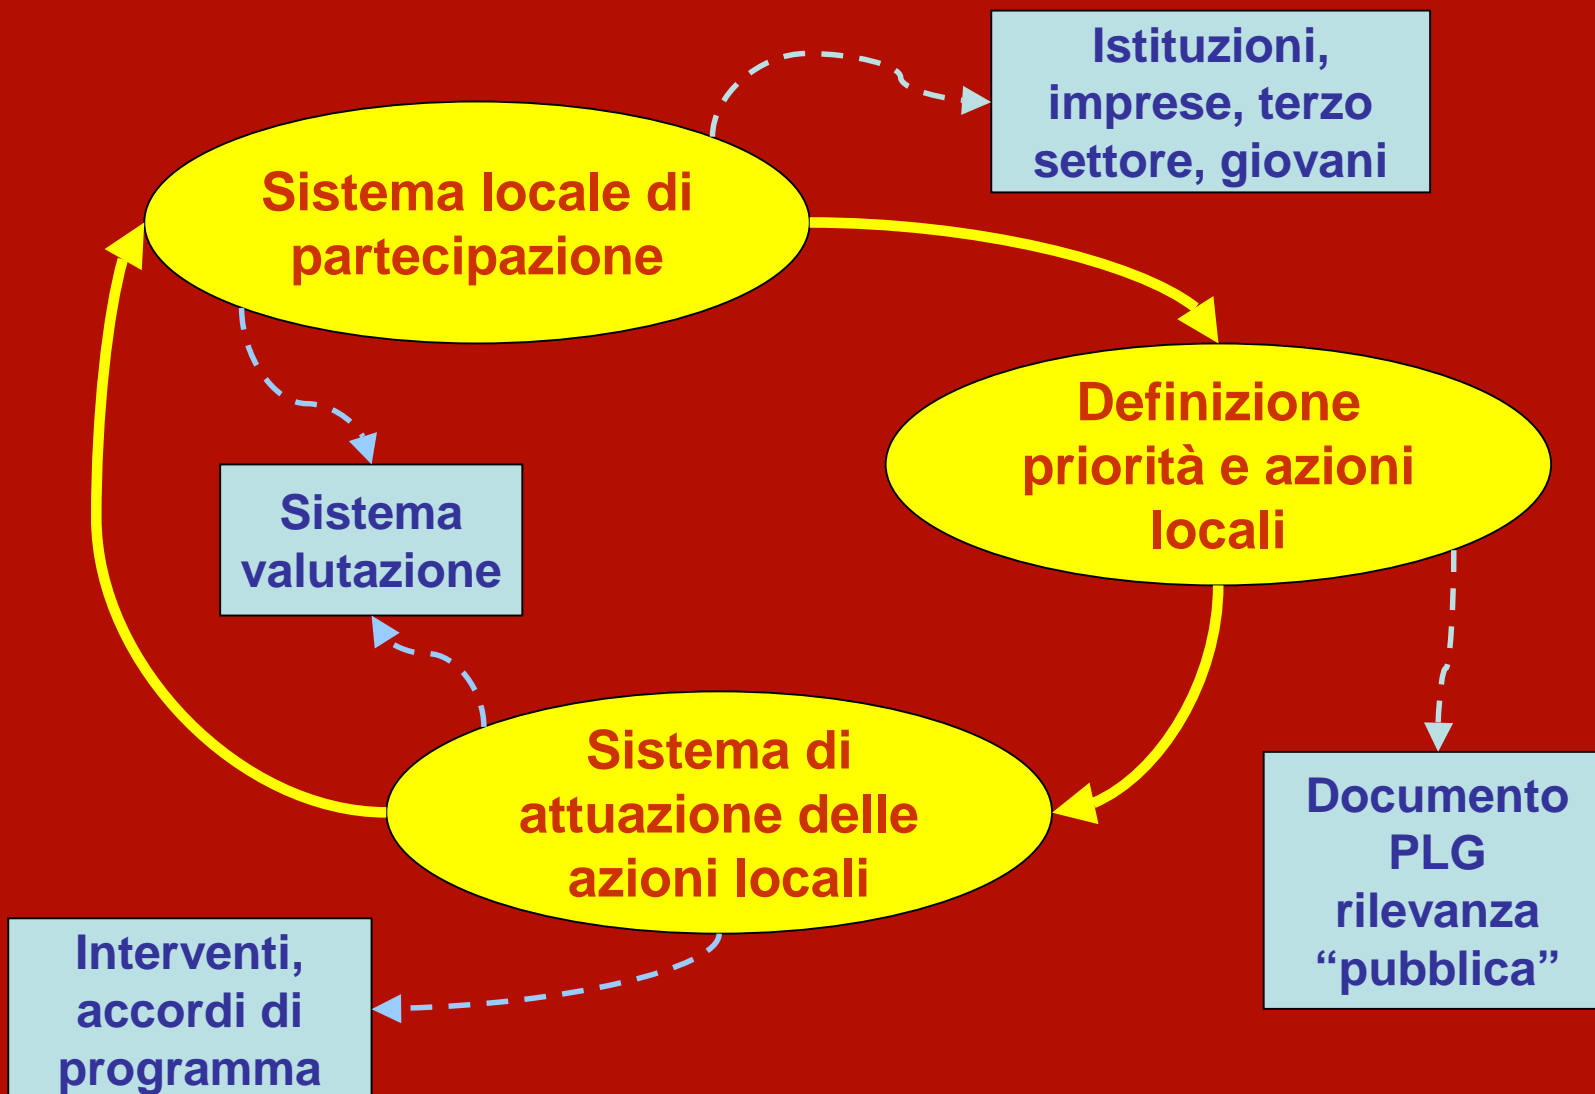 Istituzioni,
imprese, terzo
settore, giovani
Sistema locale di
partecipazione
Definizione
priorità e azioni
locali
Sistema
valutazione
Sistema di
attuazione delle
azioni locali
Documento
PLG
rilevanza
“pubblica”
Interventi,
accordi di
programma